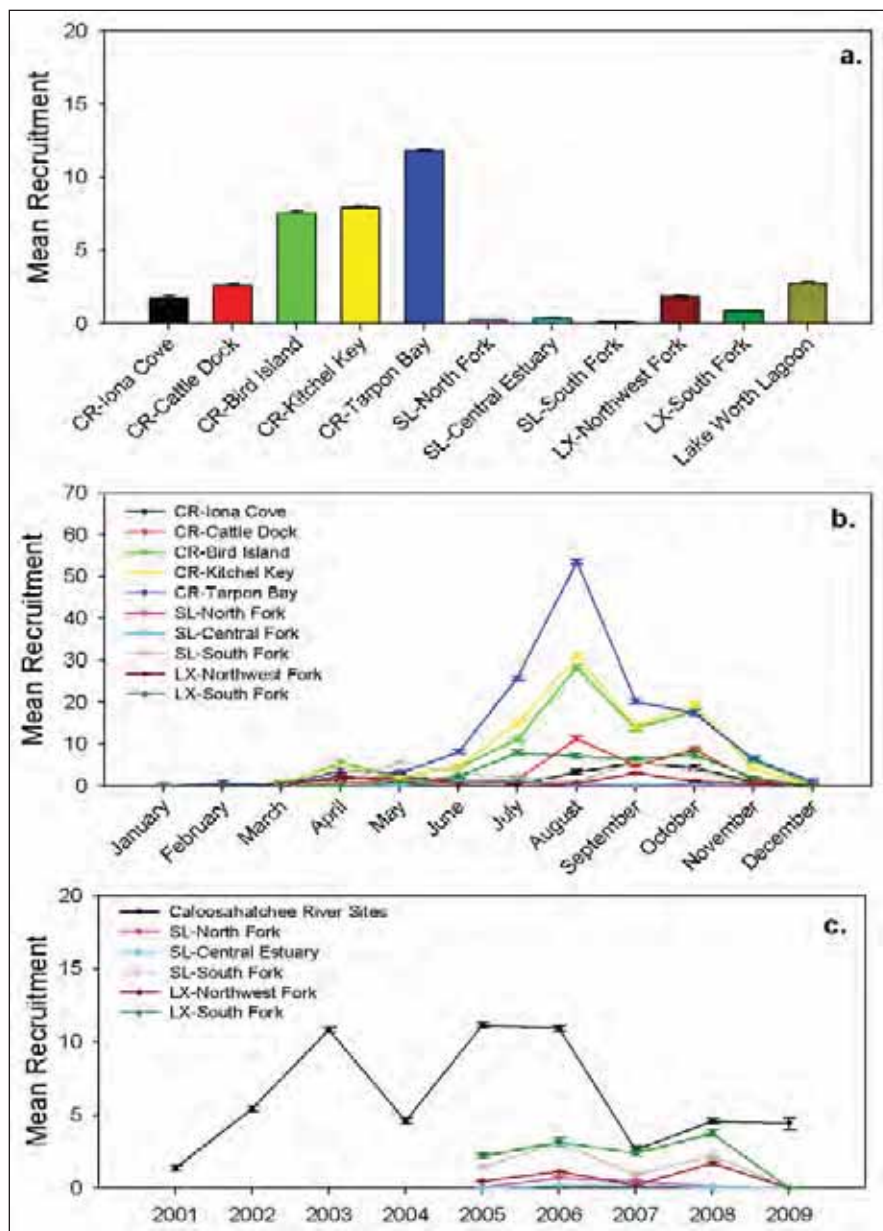 a.
20
15
10
5
0
Mean Recruitment
CR-Iona Cove
CR-Cattle Dock
CR-Bird Island
CR-Kitchel Key
CR-Tarpon Bay
SL-North Fork
SL-Central Estuary
SL-South Fork
LX-Northwest Fork
LX-South Fork
Lake Worth Lagoon
b.
70
60
50
40
30
20
10
0
Mean Recruitment
CR-Iona Cove
CR-Cattle Dock
CR-Bird Island
CR-Kitchel Key
CR-Tarpon Bay
SL-North Fork
SL-Central Fork
SL-South Fork
LX-Northwest Fork
LX-South Fork
January
February
March
April
May
June
July
August
September
October
November
December
c.
20
15
10
5
0
Mean Recruitment
Caloosahatchee River Sites
SL-North Fork
SL-Central Estuary
SL-South Fork
LX-Northwest Fork
LX-South Fork
2001 2002 2003 2004 2005 2006 2007 2008 2009